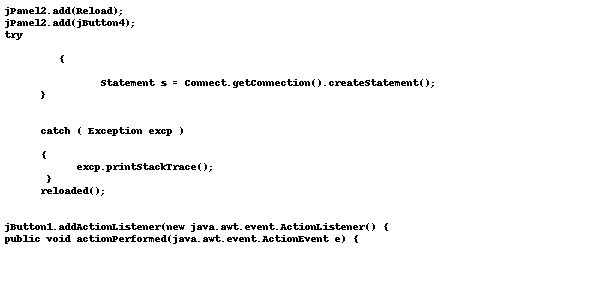 jPanel2.add(Reload);
jPanel2.add(jButton4);
try
{
Statement s = Connect.getConnection().createStatement();
}
catch ( Exception excp )
{
excp.printStackTrace();
}
reloaded();
jButton1.addActionListener(new java.awt.event.ActionListener() {
public void actionPerformed(java.awt.event.ActionEvent e) {